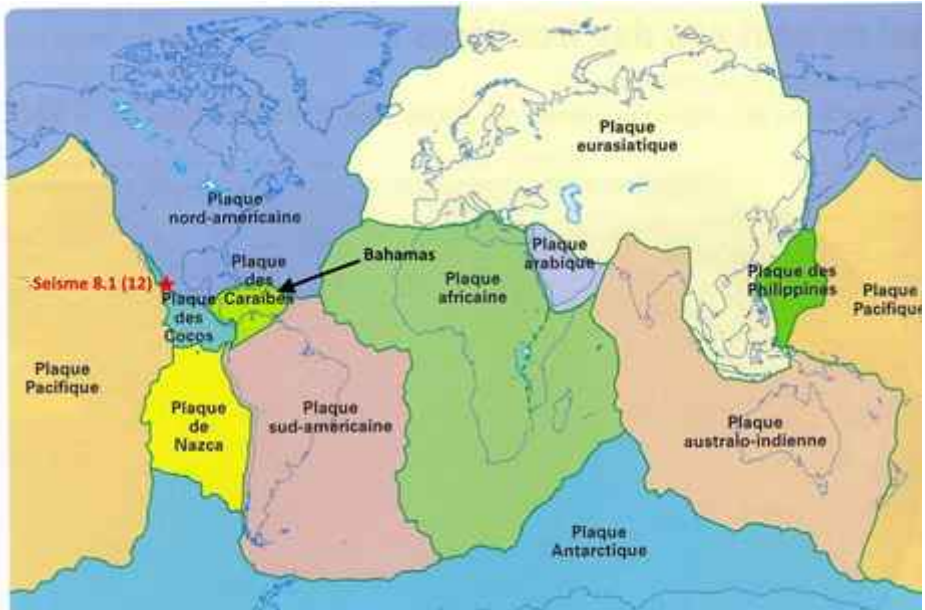 Plaque
eurasiatique
Plaque
nord-américaine
Bahamas
Plaque
des
Caraïbes
Plaque
arabique
Plaque
africaine
Plaque des
Philippines
Seisme 8.1 (12)
Plaque
des
Cocos
Plaque
Pacifique
Plaque
Pacifique
Plaque
de
Nazca
Plaque
sud-américaine
Plaque
australo-indienne
Plaque
Antarctique